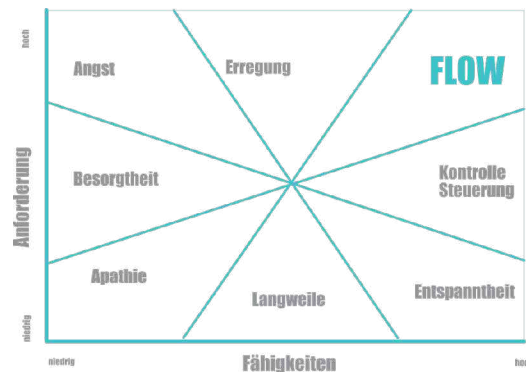 hoch
Angst
Erregung
FLOW
Anforderung
Besorgtheit
Kontrolle
Steuerung
Apathie
Langweile
Entspanntheit
niedrig
niedrig
Fähigkeiten